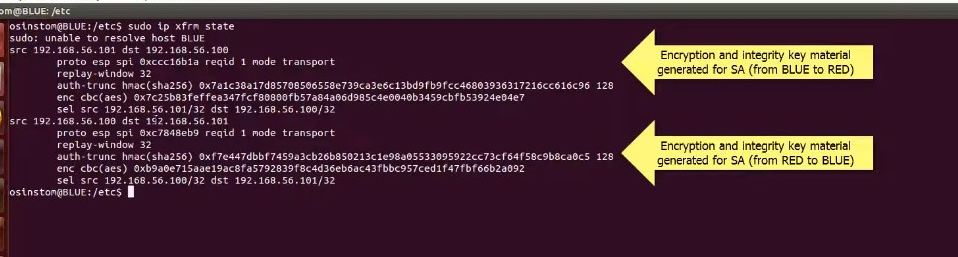 om@BLUE: /etc
osinstom@BLUE:/etc$ sudo ip xfrm state
sudo: unable to resolve host BLUE
src 192.168.56.101 dst 192.168.56.100
proto esp spi 0xccc16b1a reqid 1 mode transport
replay-window 32
auth-trunc hmac(sha256) 0x7a1c38a17d85708506558e739ca3e6c13bd9fb9fcc46803936317216cc616c96 128
enc cbc(aes) 0x7c25b83feffea347fcf80800fb57a84a06d985c4e0040b3459cbfb53924e04e7
sel src 192.168.56.101/32 dst 192.168.56.100/32
src 192.168.56.100 dst 192.168.56.101
proto esp spi 0xc7848eb9 reqid 1 mode transport
replay-window 32
auth-trunc hmac(sha256) 0xf7e447dbbf7459a3cb26b850213c1e98a05533095922cc73cf64f58c9b8ca0c5 128
enc cbc(aes) 0xb9a0e715aae19ac8fa5792839f8c4d36eb6ac43fbbc957ced1f47fbf66b2a092
sel src 192.168.56.100/32 dst 192.168.56.101/32
osinstom@BLUE:/etc$
Encryption and integrity key material
generated for SA (from BLUE to RED)
Encryption and integrity key material
generated for SA (from RED to BLUE)